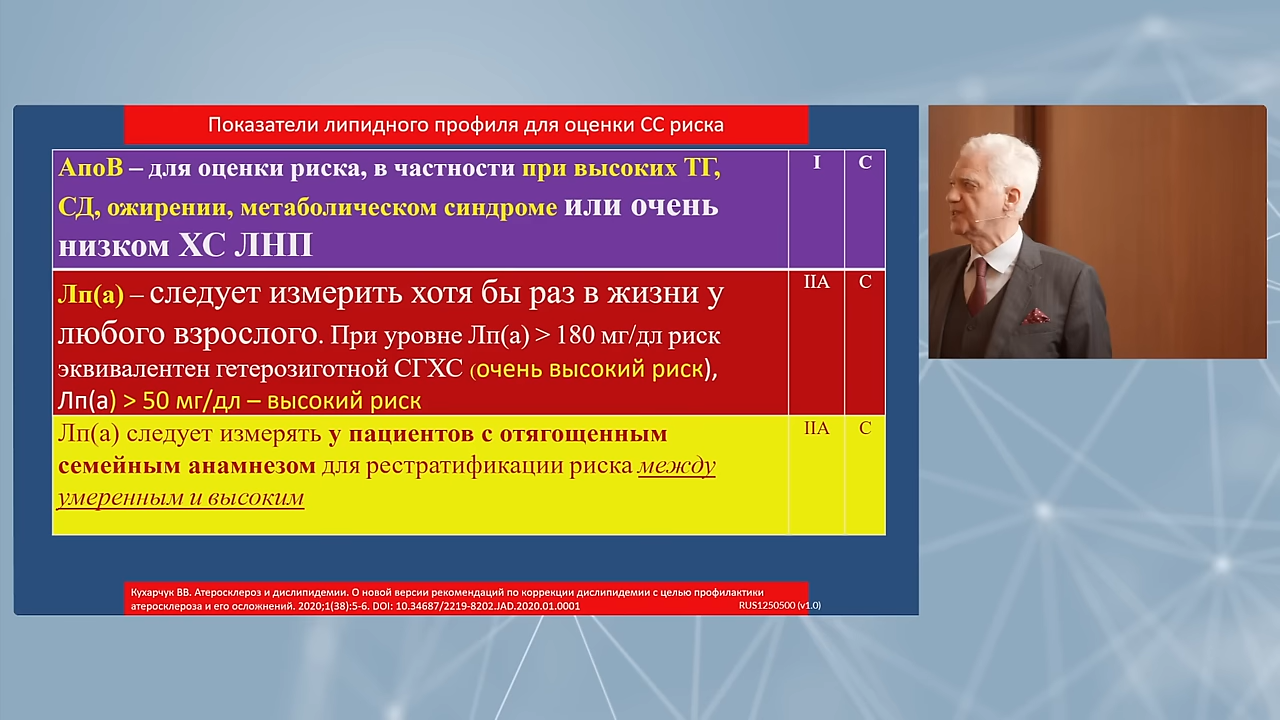 Показатели липидного профиля для оценки СС риска
АпоВ – для оценки риска, в частности при высоких ТГ,
СД, ожирении, метаболическом синдроме или очень
низком ХС ЛНП
I
C
Лп(а) – следует измерить хотя бы раз в жизни у
любого взрослого. При уровне Лп(а) > 180 мг/дл риск
эквивалентен гетерозиготной СГХС (очень высокий риск),
Лп(а) > 50 мг/дл – высокий риск
IIA
C
Лп(а) следует измерять у пациентов с отягощенным
семейным анамнезом для рестратификации риска между
умеренным и высоким
IIA
C
Кухарчук ВВ. Атеросклероз и дислипидемии. О новой версии рекомендаций по коррекции дислипидемии с целью профилактики
атеросклероза и его осложнений. 2020;1(38):5-6. DOI: 10.34687/2219-8202.JAD.2020.01.0001
RUS1250500 (v1.0)